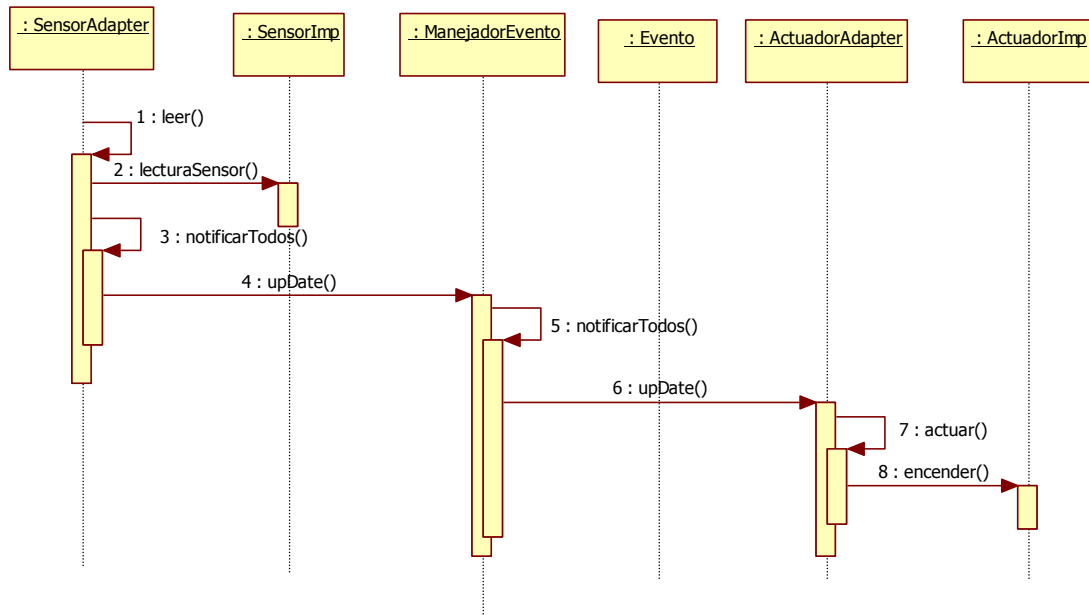 : SensorAdapter
: SensorImp
: ManejadorEvento
: Evento
: ActuadorAdapter
: ActuadorImp
1 : leer()
2 : lecturaSensor()
3 : notificarTodos()
4 : upDate()
5 : notificarTodos()
6 : upDate()
7 : actuar()
8 : encender()